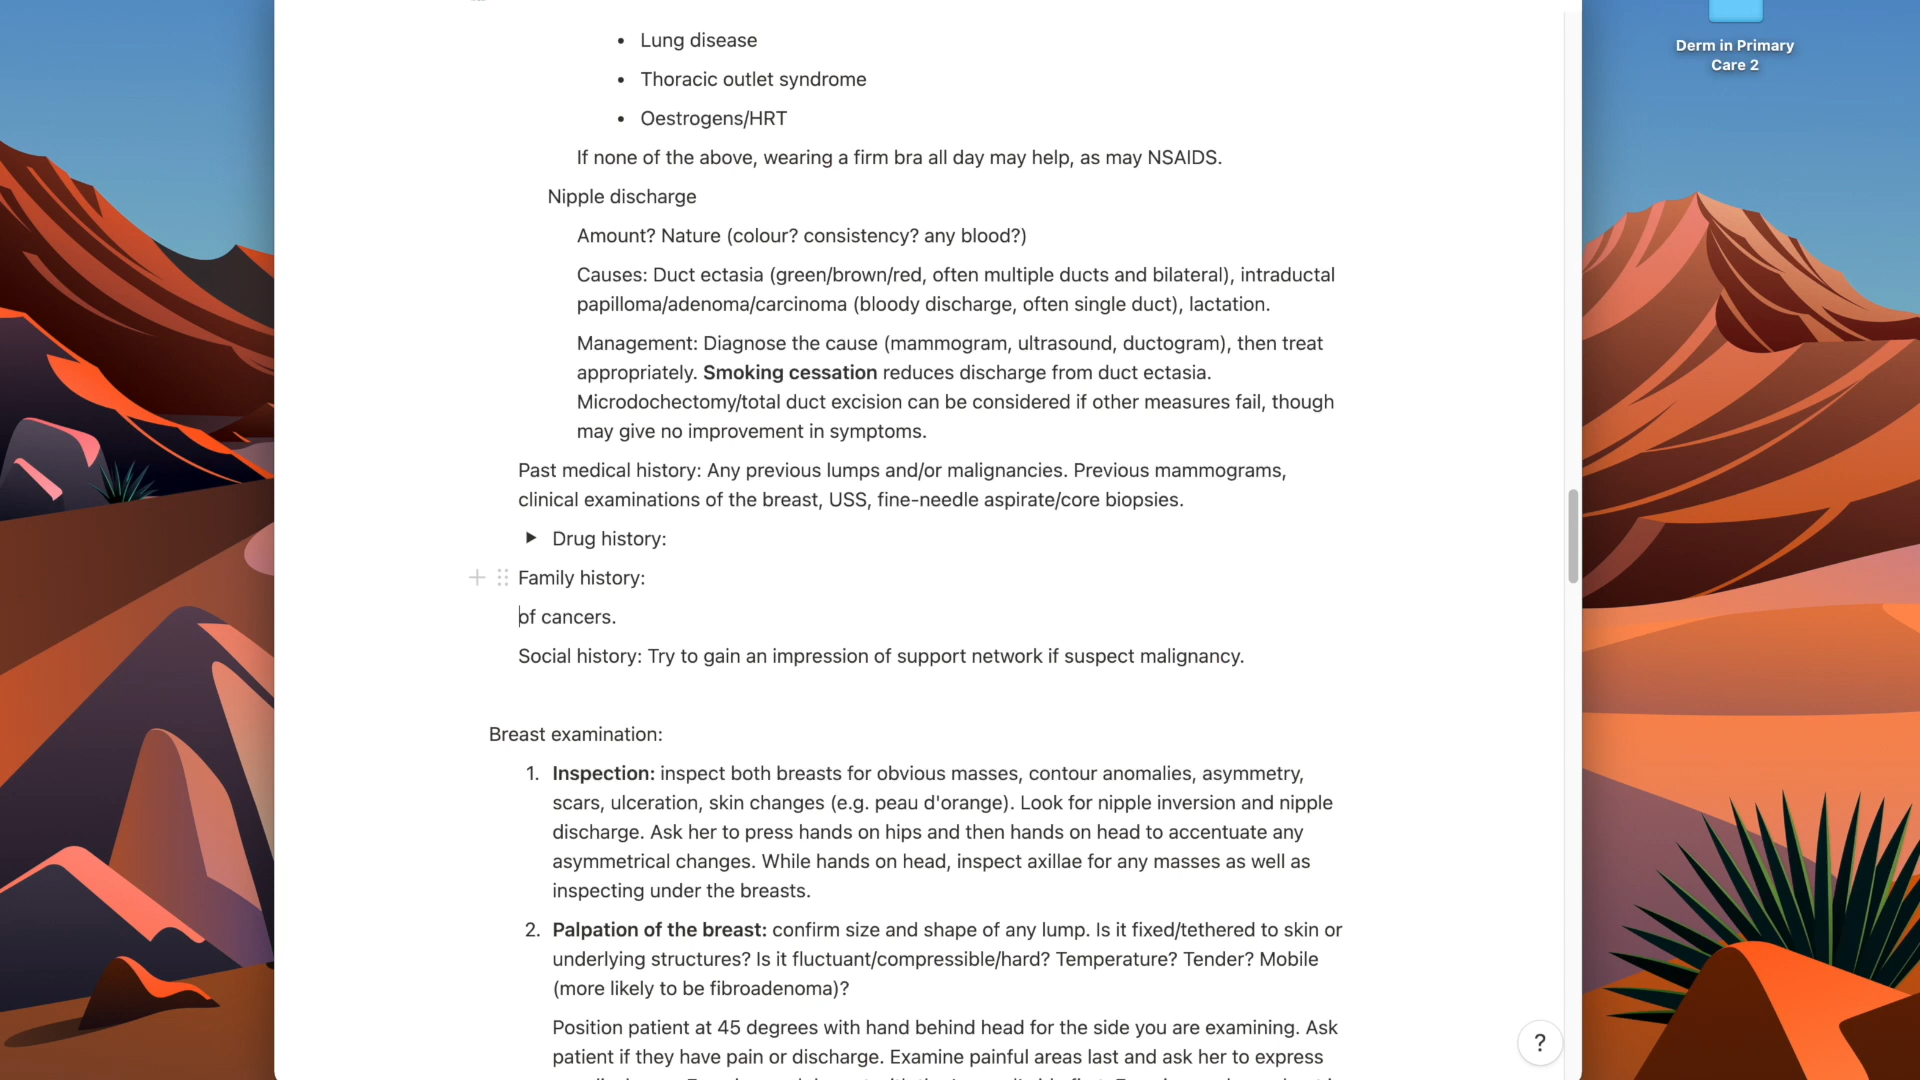 Derm in Primary
Care 2
• Lung disease
• Thoracic outlet syndrome
• Oestrogens/HRT
If none of the above, wearing a firm bra all day may help, as may NSAIDS.
Nipple discharge
Amount? Nature (colour? consistency? any blood?)
Causes: Duct ectasia (green/brown/red, often multiple ducts and bilateral), intraductal
papilloma/adenoma/carcinoma (bloody discharge, often single duct), lactation.
Management: Diagnose the cause (mammogram, ultrasound, ductogram), then treat
appropriately. Smoking cessation reduces discharge from duct ectasia.
Microdochectomy/total duct excision can be considered if other measures fail, though
may give no improvement in symptoms.
Past medical history: Any previous lumps and/or malignancies. Previous mammograms,
clinical examinations of the breast, USS, fine-needle aspirate/core biopsies.
Drug history:
Family history:
of cancers.
Social history: Try to gain an impression of support network if suspect malignancy.
Breast examination:
1. Inspection: inspect both breasts for obvious masses, contour anomalies, asymmetry,
scars, ulceration, skin changes (e.g. peau d'orange). Look for nipple inversion and nipple
discharge. Ask her to press hands on hips and then hands on head to accentuate any
asymmetrical changes. While hands on head, inspect axillae for any masses as well as
inspecting under the breasts.
2. Palpation of the breast: confirm size and shape of any lump. Is it fixed/tethered to skin or
underlying structures? Is it fluctuant/compressible/hard? Temperature? Tender? Mobile
(more likely to be fibroadenoma)?
Position patient at 45 degrees with hand behind head for the side you are examining. Ask
patient if they have pain or discharge. Examine painful areas last and ask her to express
?